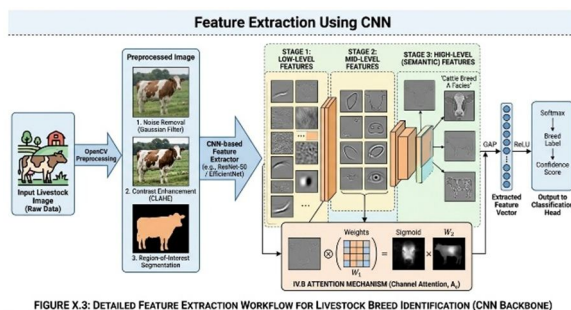 Feature Extraction Using CNN
Input Livestock
Image
(Raw Data)
OpenCV
Preprocessing
Preprocessed Image
1. Noise Removal
(Gaussian Filter)
2. Contrast Enhancement
(CLAHE)
3. Region-of-Interest
Segmentation
CNN-based
Feature
Extractor
(e.g., ResNet-50
/ EfficientNet)
STAGE 1:
LOW-LEVEL
FEATURES
...
...
STAGE 2:
MID-LEVEL
FEATURES
...
STAGE 3: HIGH-LEVEL
(SEMANTIC) FEATURES
'Cattle Breed
A Facies'
Weights
W₁
Sigmoid
W₂
IV.B ATTENTION MECHANISM (Channel Attention, A꜀)
GAP
Extracted
Feature
Vector
ReLU
Softmax
Breed
Label
Confidence
Score
Output to
Classification
Head
FIGURE X.3: DETAILED FEATURE EXTRACTION WORKFLOW FOR LIVESTOCK BREED IDENTIFICATION (CNN BACKBONE)